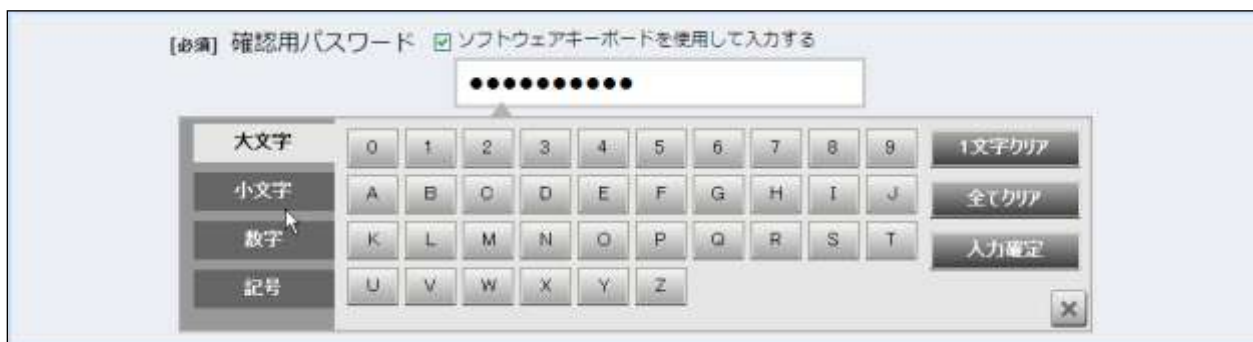 [必須] 確認用パスワード ソフトウェアキーボードを使用して入力する
●●●●●●●●●●
大文字 0 1 2 3 4 5 6 7 8 9 1文字クリア
小文字 A B C D E F G H I J 全てクリア
数字 K L M N O P Q R S T 入力確定
記号 U V W X Y Z